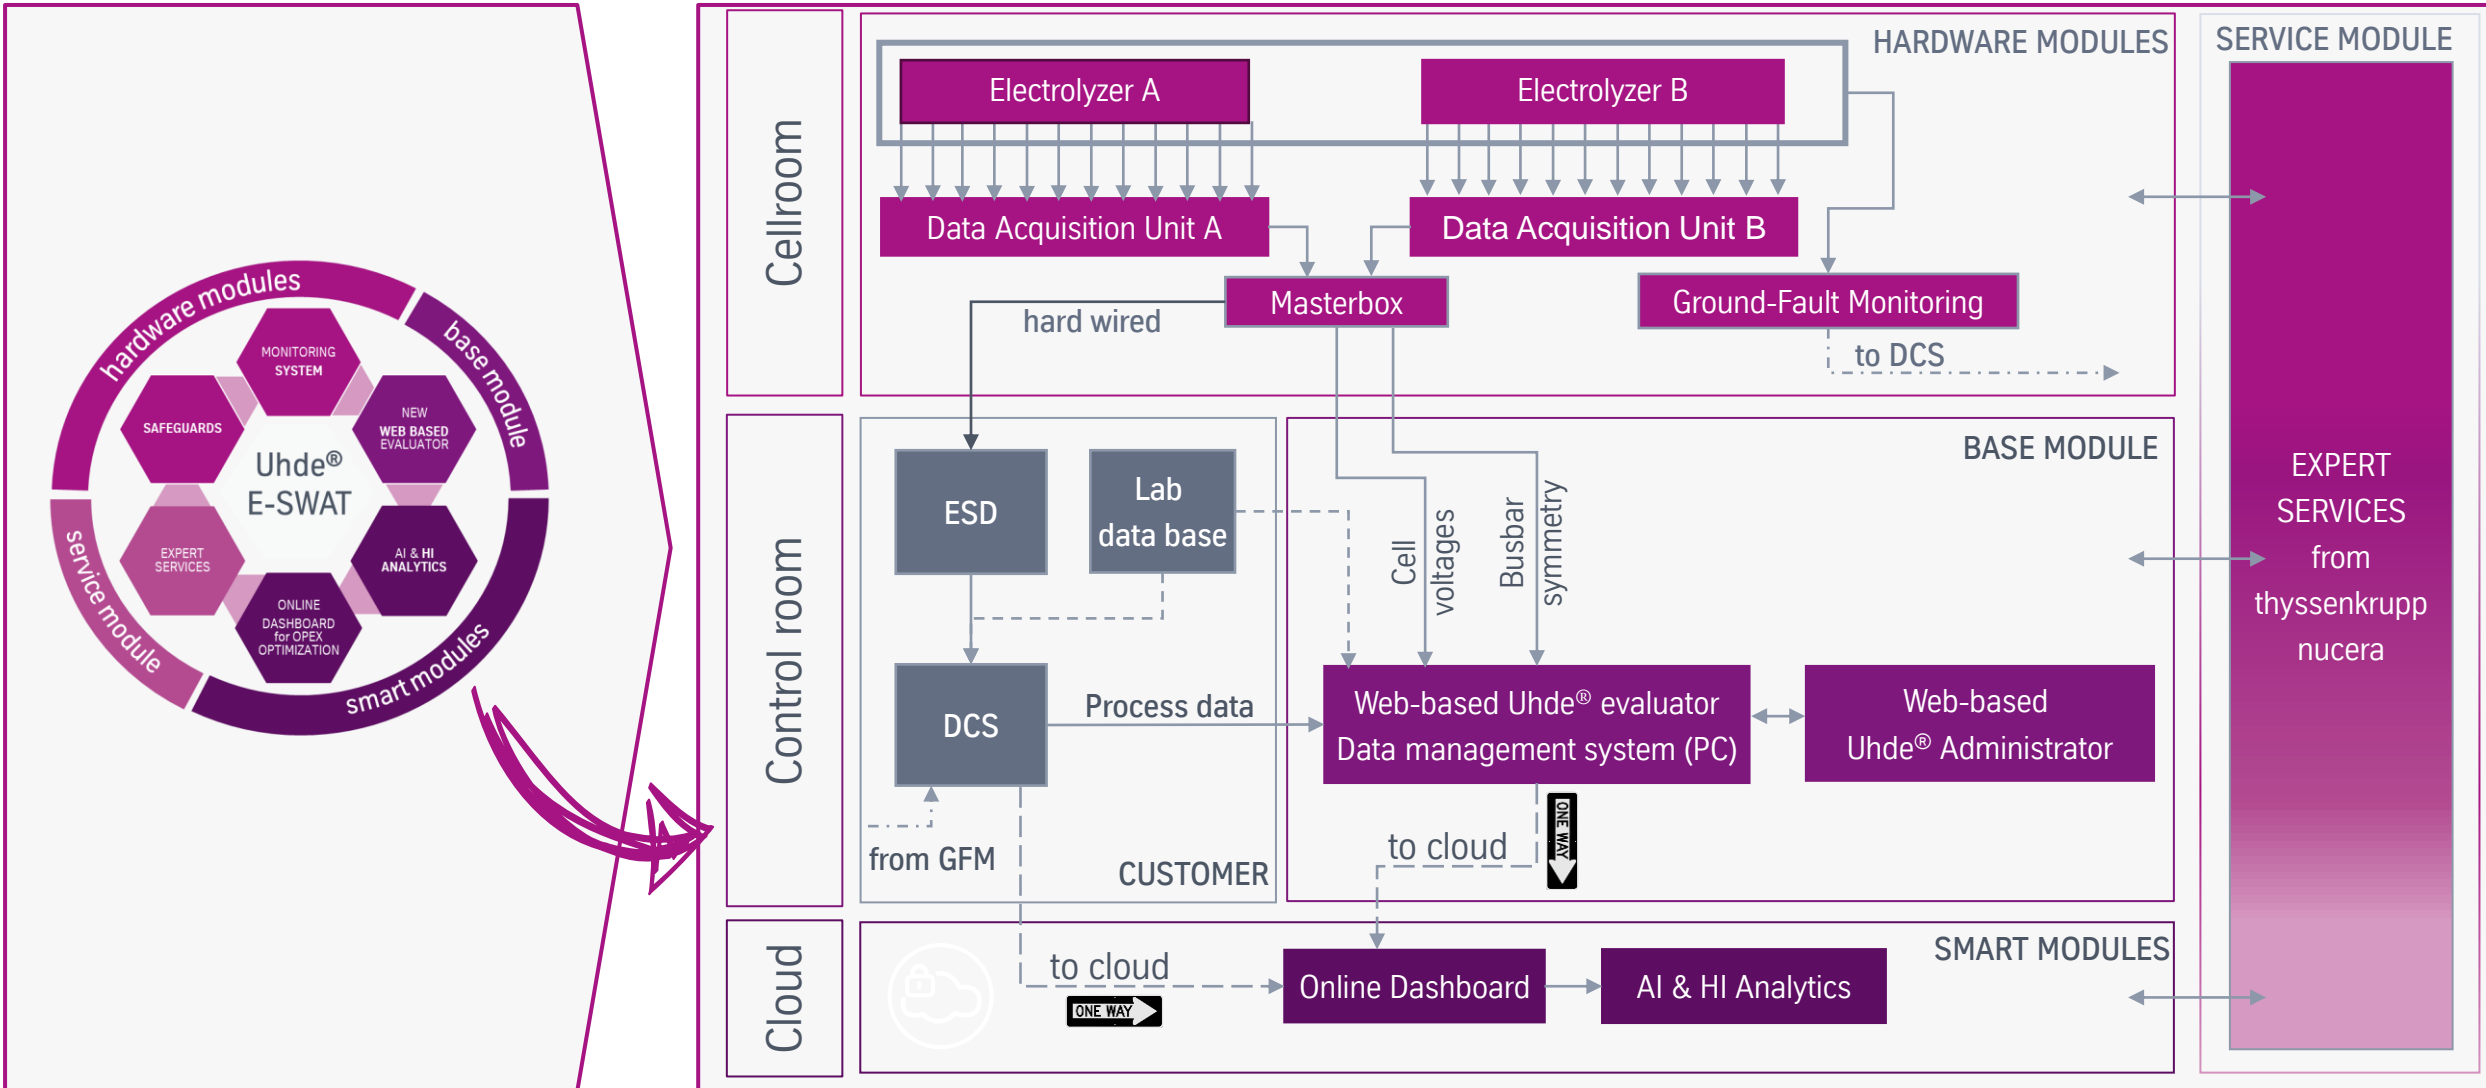 hardware modules
base module
smart modules
service module
MONITORING
SYSTEM
NEW
WEB BASED
EVALUATOR
AI & HI
ANALYTICS
ONLINE
DASHBOARD
for OPEX
OPTIMIZATION
EXPERT
SERVICES
SAFEGUARDS
Uhde®
E-SWAT
Cellroom
HARDWARE MODULES
Electrolyzer A
Electrolyzer B
Data Acquisition Unit A
Data Acquisition Unit B
Masterbox
hard wired
Ground-Fault Monitoring
to DCS
Control room
ESD
Lab
data base
DCS
Process data
from GFM
CUSTOMER
BASE MODULE
Cell
voltages
Busbar
symmetry
Web-based Uhde® evaluator
Data management system (PC)
Web-based
Uhde® Administrator
to cloud
ONE WAY
Cloud
SMART MODULES
to cloud
ONE WAY
Online Dashboard
AI & HI Analytics
SERVICE MODULE
EXPERT
SERVICES
from
thyssenkrupp
nucera